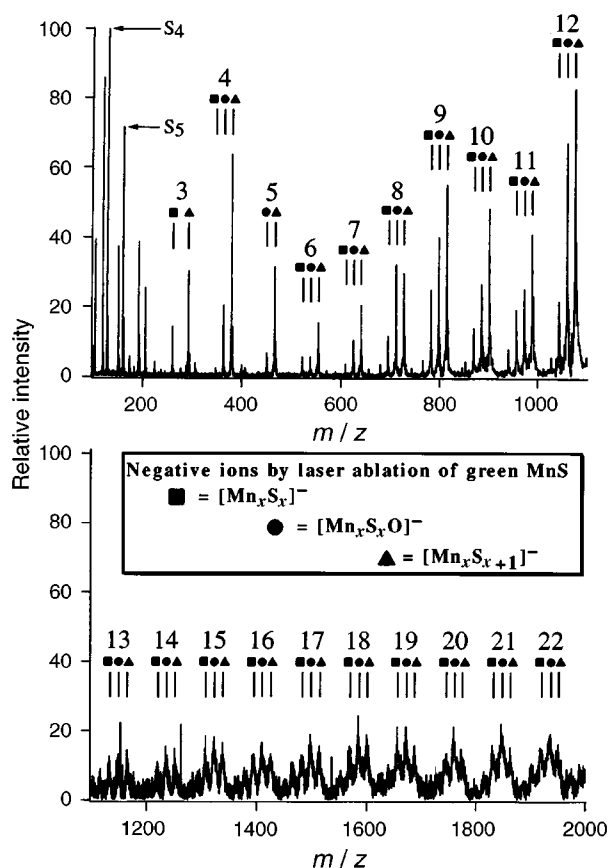 Relative intensity
100
80
60
40
20
0
S4
S5
3
4
5
6
7
8
9
10
11
12
200 400 600 800 1000
m / z
100
80
60
40
20
0
Negative ions by laser ablation of green MnS
■ = [MnₓSₓ]⁻
● = [MnₓSₓO]⁻
▲ = [MnₓSₓ₊₁]⁻
13 14 15 16 17 18 19 20 21 22
1200 1400 1600 1800 2000
m / z